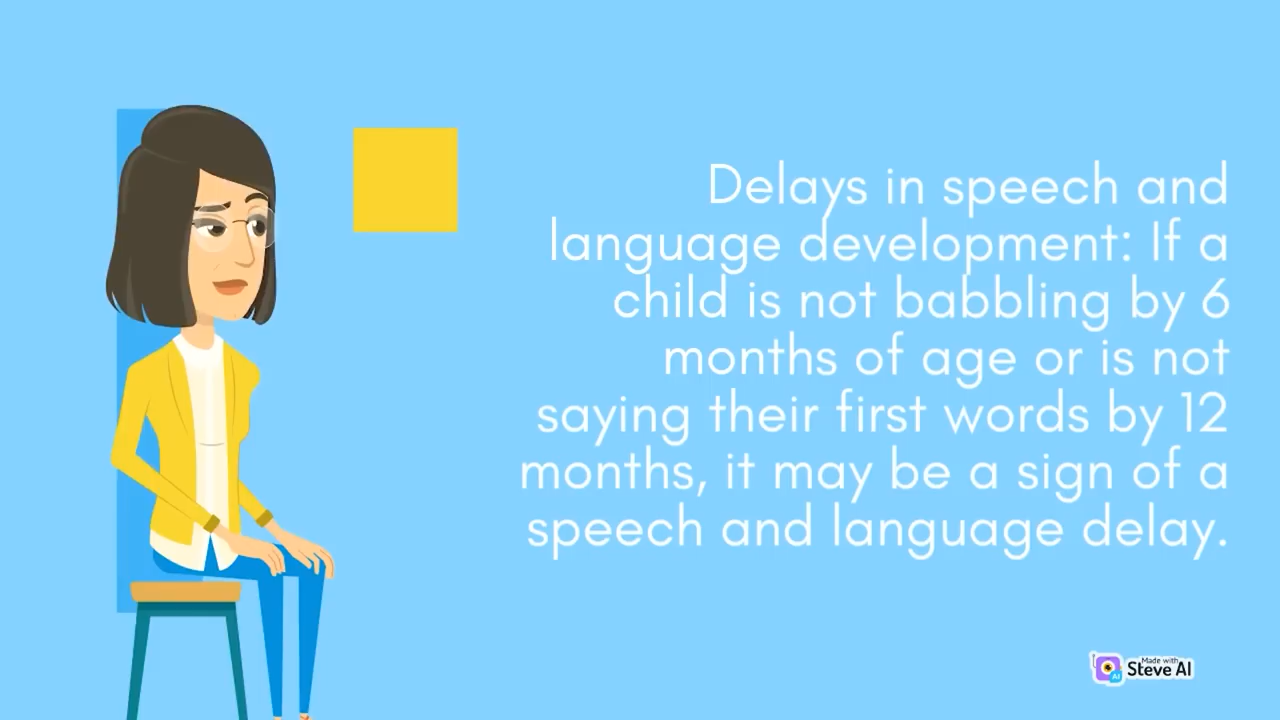 Delays in speech and
language development: If a
child is not babbling by 6
months of age or is not
saying their first words by 12
months, it may be a sign of a
speech and language delay.
Made with
AI Steve AI